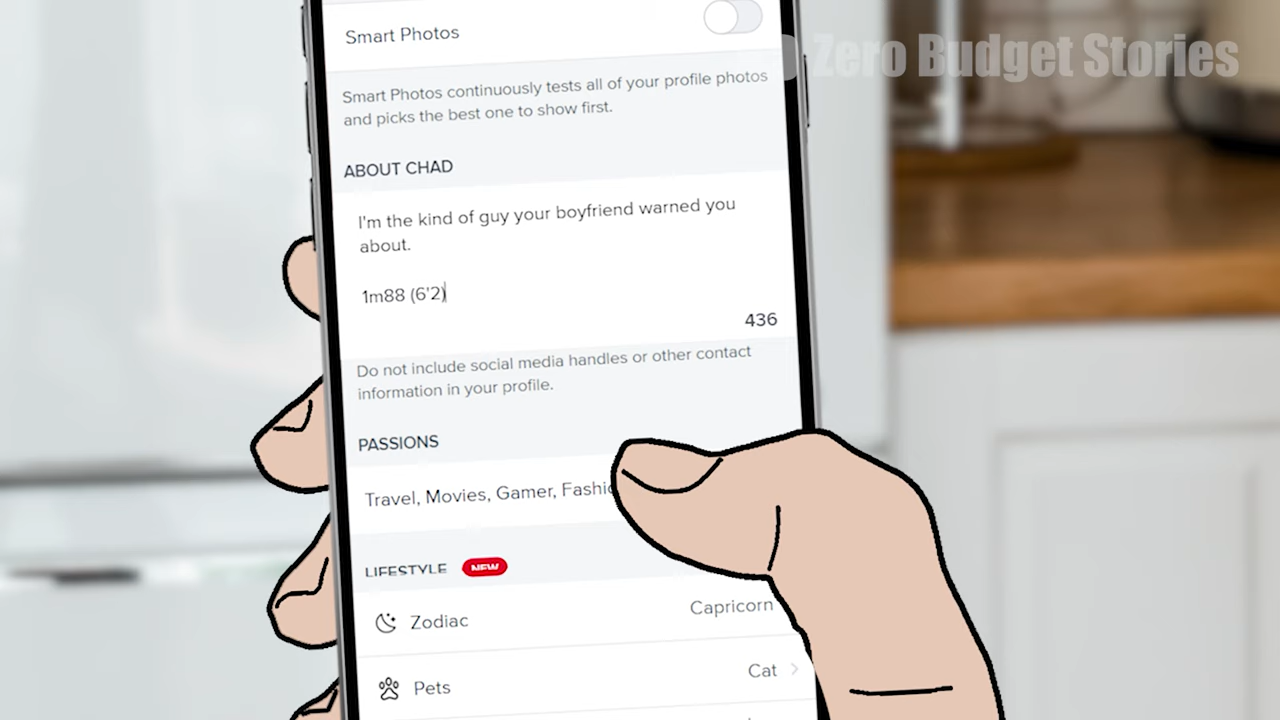 Smart Photos
Zero Budget Stories
Smart Photos continuously tests all of your profile photos
and picks the best one to show first.
ABOUT CHAD
I'm the kind of guy your boyfriend warned you
about.
1m88 (6'2)
436
Do not include social media handles or other contact
information in your profile.
PASSIONS
Travel, Movies, Gamer,
LIFESTYLE NEW
Zodiac Capricorn
Pets Cat